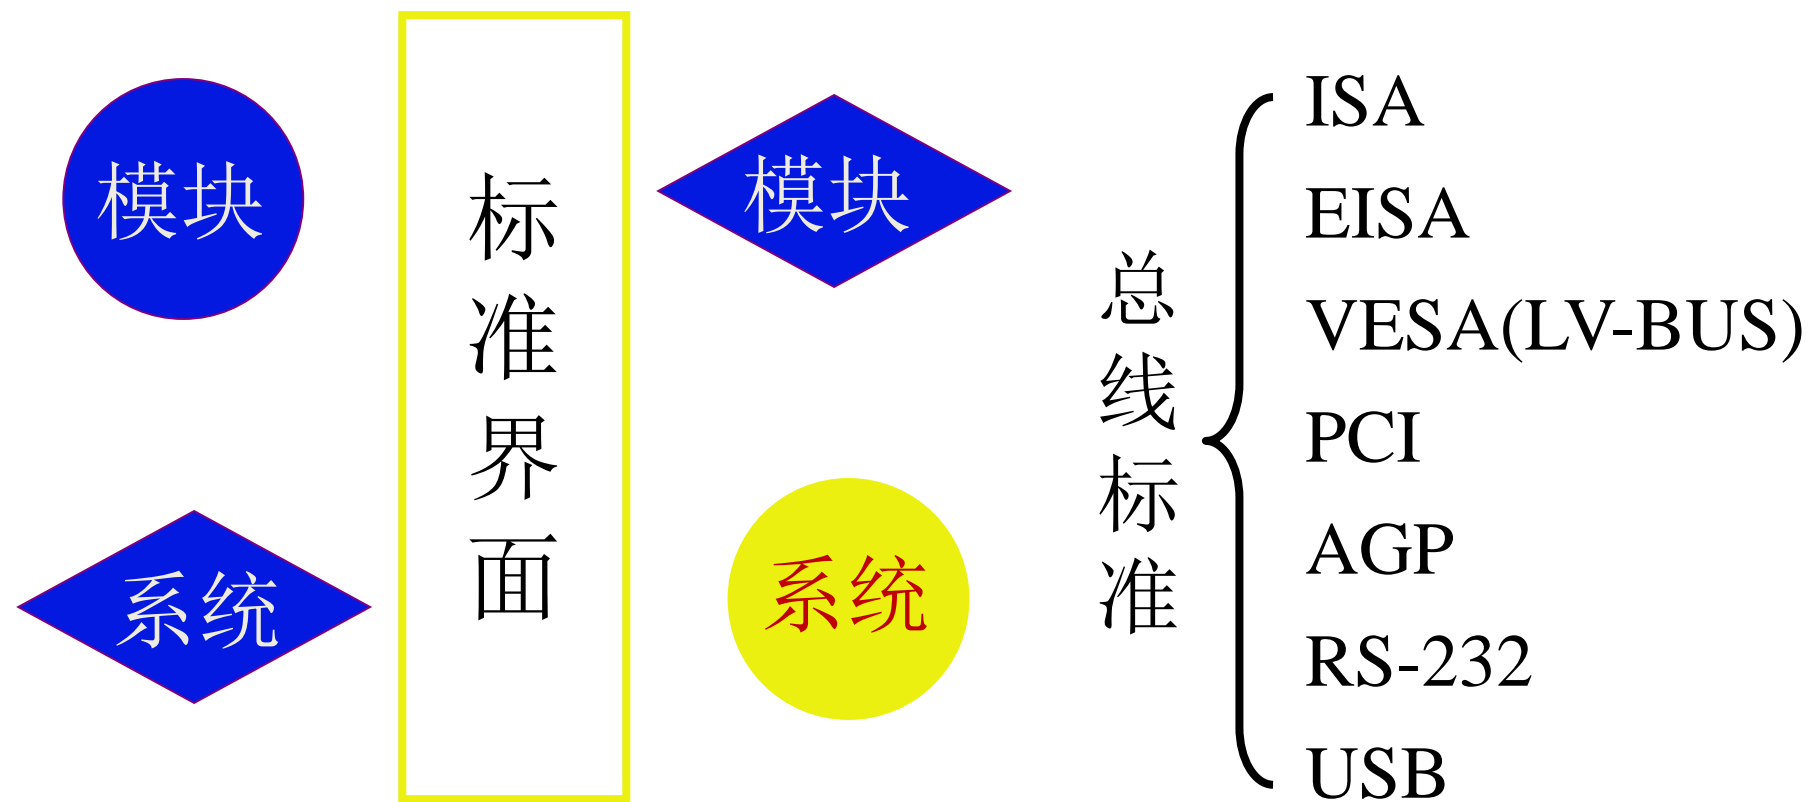 模块
系统
标准界面
模块
系统
总线标准
ISA
EISA
VESA(LV-BUS)
PCI
AGP
RS-232
USB